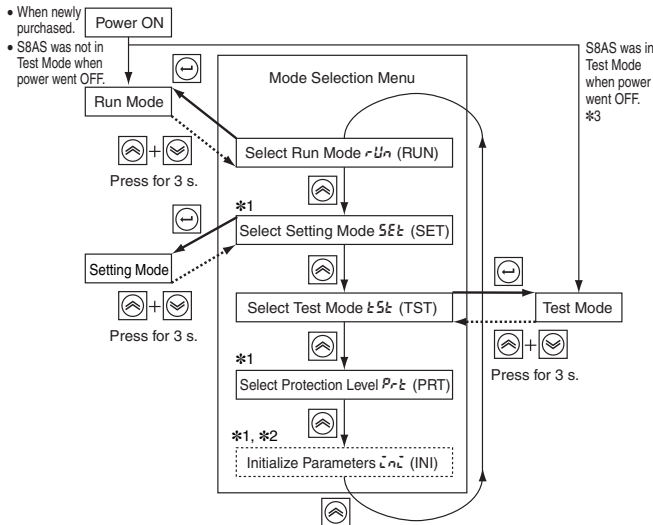 • When newly
purchased.
• S8AS was not in
Test Mode when
power went OFF.
Power ON
S8AS was in
Test Mode
when power
went OFF.
*3
Mode Selection Menu
Run Mode
Select Run Mode rUn (RUN)
+
Press for 3 s.
*1
Select Setting Mode SEt (SET)
Setting Mode
+
Press for 3 s.
Select Test Mode tSt (TST)
Test Mode
+
Press for 3 s.
*1
Select Protection Level Prt (PRT)
*1, *2
Initialize Parameters ini (INI)